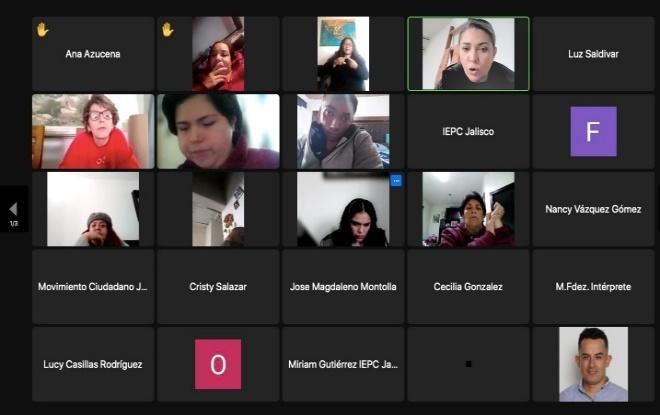 Ana Azucena
Luz Saldivar
IEPC Jalisco
F
Nancy Vázquez Gómez
Movimiento Ciudadano J...
Cristy Salazar
Jose Magdaleno Montolla
Cecilia Gonzalez
M.Fdez. Intérprete
Lucy Casillas Rodríguez
O
Miriam Gutiérrez IEPC Ja...
1/3